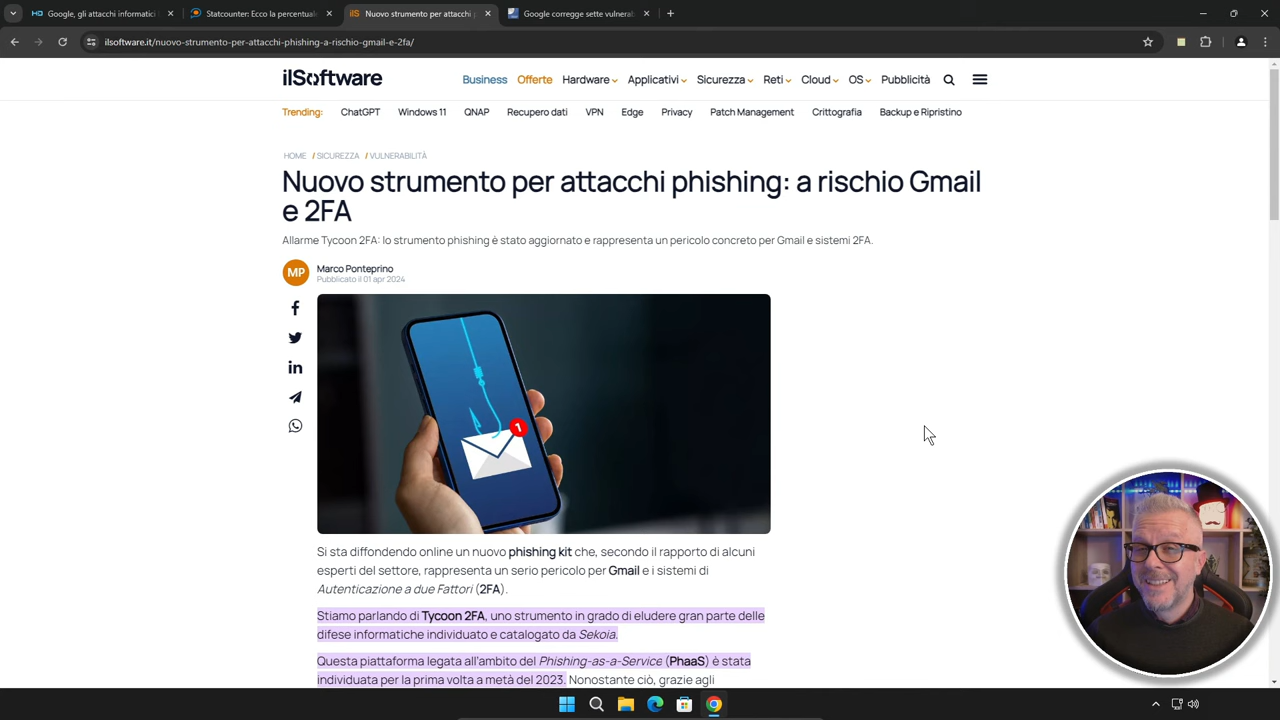 Google, gli attacchi informatici
Statcounter: Ecco la percentuale
Nuovo strumento per attacchi p
Google corregge sette vulnerat
ilsoftware.it/nuovo-strumento-per-attacchi-phishing-a-rischio-gmail-e-2fa/
ilSoftware
Business Offerte Hardware Applicativi Sicurezza Reti Cloud OS Pubblicità
Trending: ChatGPT Windows 11 QNAP Recupero dati VPN Edge Privacy Patch Management Crittografia Backup e Ripristino
HOME / SICUREZZA / VULNERABILITÀ
Nuovo strumento per attacchi phishing: a rischio Gmail
e 2FA
Allarme Tycoon 2FA: lo strumento phishing è stato aggiornato e rappresenta un pericolo concreto per Gmail e sistemi 2FA.
MP
Marco Ponteprino
Pubblicato il 01 apr 2024
1
Si sta diffondendo online un nuovo phishing kit che, secondo il rapporto di alcuni
esperti del settore, rappresenta un serio pericolo per Gmail e i sistemi di
Autenticazione a due Fattori (2FA).
Stiamo parlando di Tycoon 2FA, uno strumento in grado di eludere gran parte delle
difese informatiche individuato e catalogato da Sekoia.
Questa piattaforma legata all'ambito del Phishing-as-a-Service (PhaaS) è stata
individuata per la prima volta a metà del 2023. Nonostante ciò, grazie agli